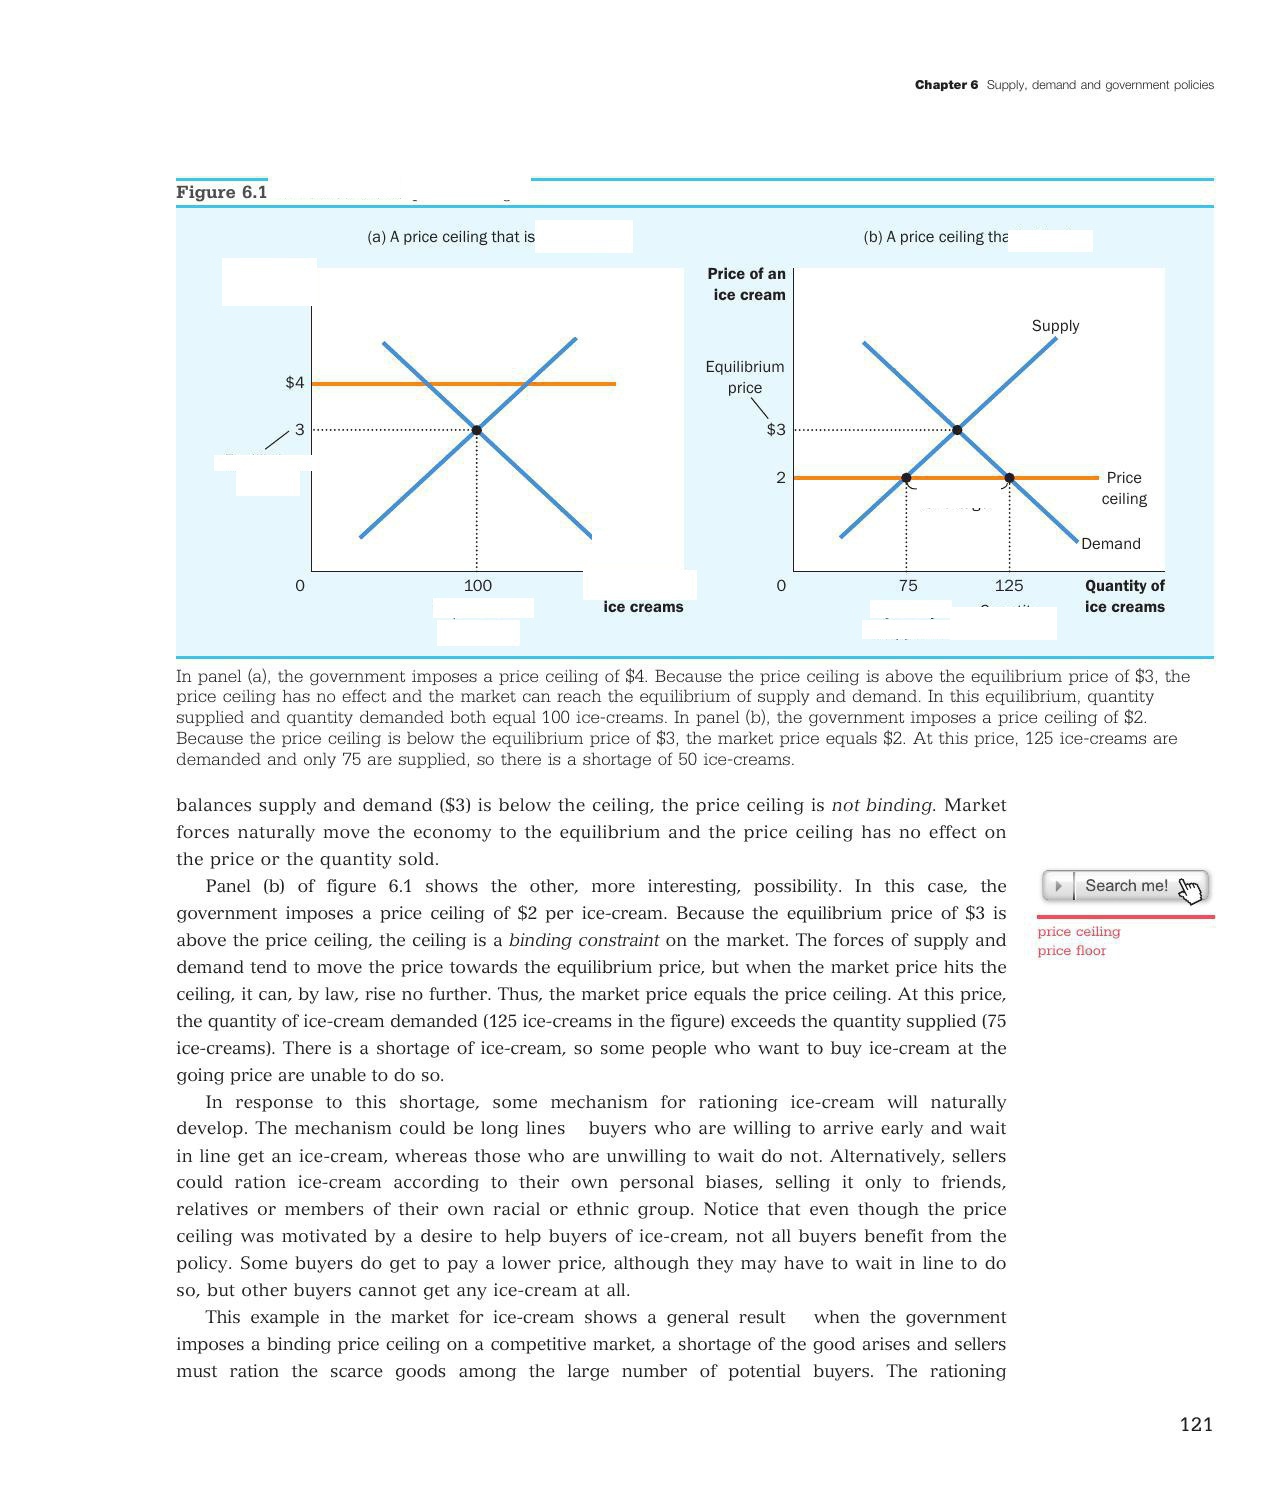 Chapter 6 Supply, demand and government policies
Figure 6.1
(a) A price ceiling that is
$4
3
0
100
ice creams
(b) A price ceiling tha
Price of an
ice cream
Supply
Equilibrium
price
$3
2
Price
ceiling
Demand
0
75
125
Quantity of
ice creams
In panel (a), the government imposes a price ceiling of $4. Because the price ceiling is above the equilibrium price of $3, the
price ceiling has no effect and the market can reach the equilibrium of supply and demand. In this equilibrium, quantity
supplied and quantity demanded both equal 100 ice-creams. In panel (b), the government imposes a price ceiling of $2.
Because the price ceiling is below the equilibrium price of $3, the market price equals $2. At this price, 125 ice-creams are
demanded and only 75 are supplied, so there is a shortage of 50 ice-creams.
balances supply and demand ($3) is below the ceiling, the price ceiling is not binding. Market
forces naturally move the economy to the equilibrium and the price ceiling has no effect on
the price or the quantity sold.
Panel (b) of figure 6.1 shows the other, more interesting, possibility. In this case, the
government imposes a price ceiling of $2 per ice-cream. Because the equilibrium price of $3 is
above the price ceiling, the ceiling is a binding constraint on the market. The forces of supply and
demand tend to move the price towards the equilibrium price, but when the market price hits the
ceiling, it can, by law, rise no further. Thus, the market price equals the price ceiling. At this price,
the quantity of ice-cream demanded (125 ice-creams in the figure) exceeds the quantity supplied (75
ice-creams). There is a shortage of ice-cream, so some people who want to buy ice-cream at the
going price are unable to do so.
In response to this shortage, some mechanism for rationing ice-cream will naturally
develop. The mechanism could be long lines buyers who are willing to arrive early and wait
in line get an ice-cream, whereas those who are unwilling to wait do not. Alternatively, sellers
could ration ice-cream according to their own personal biases, selling it only to friends,
relatives or members of their own racial or ethnic group. Notice that even though the price
ceiling was motivated by a desire to help buyers of ice-cream, not all buyers benefit from the
policy. Some buyers do get to pay a lower price, although they may have to wait in line to do
so, but other buyers cannot get any ice-cream at all.
This example in the market for ice-cream shows a general result when the government
imposes a binding price ceiling on a competitive market, a shortage of the good arises and sellers
must ration the scarce goods among the large number of potential buyers. The rationing
Search me!
price ceiling
price floor
121